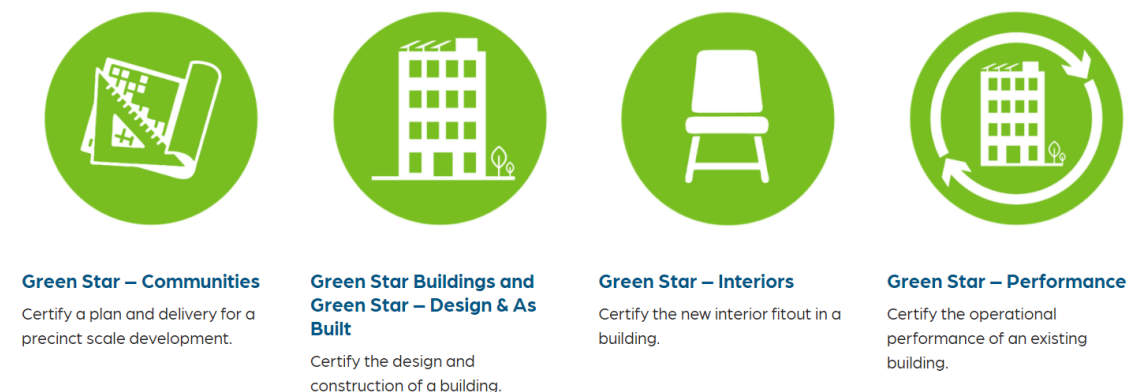 Green Star – Communities
Certify a plan and delivery for a
precinct scale development.
Green Star Buildings and
Green Star – Design & As
Built
Certify the design and
construction of a building.
Green Star – Interiors
Certify the new interior fitout in a
building.
Green Star – Performance
Certify the operational
performance of an existing
building.